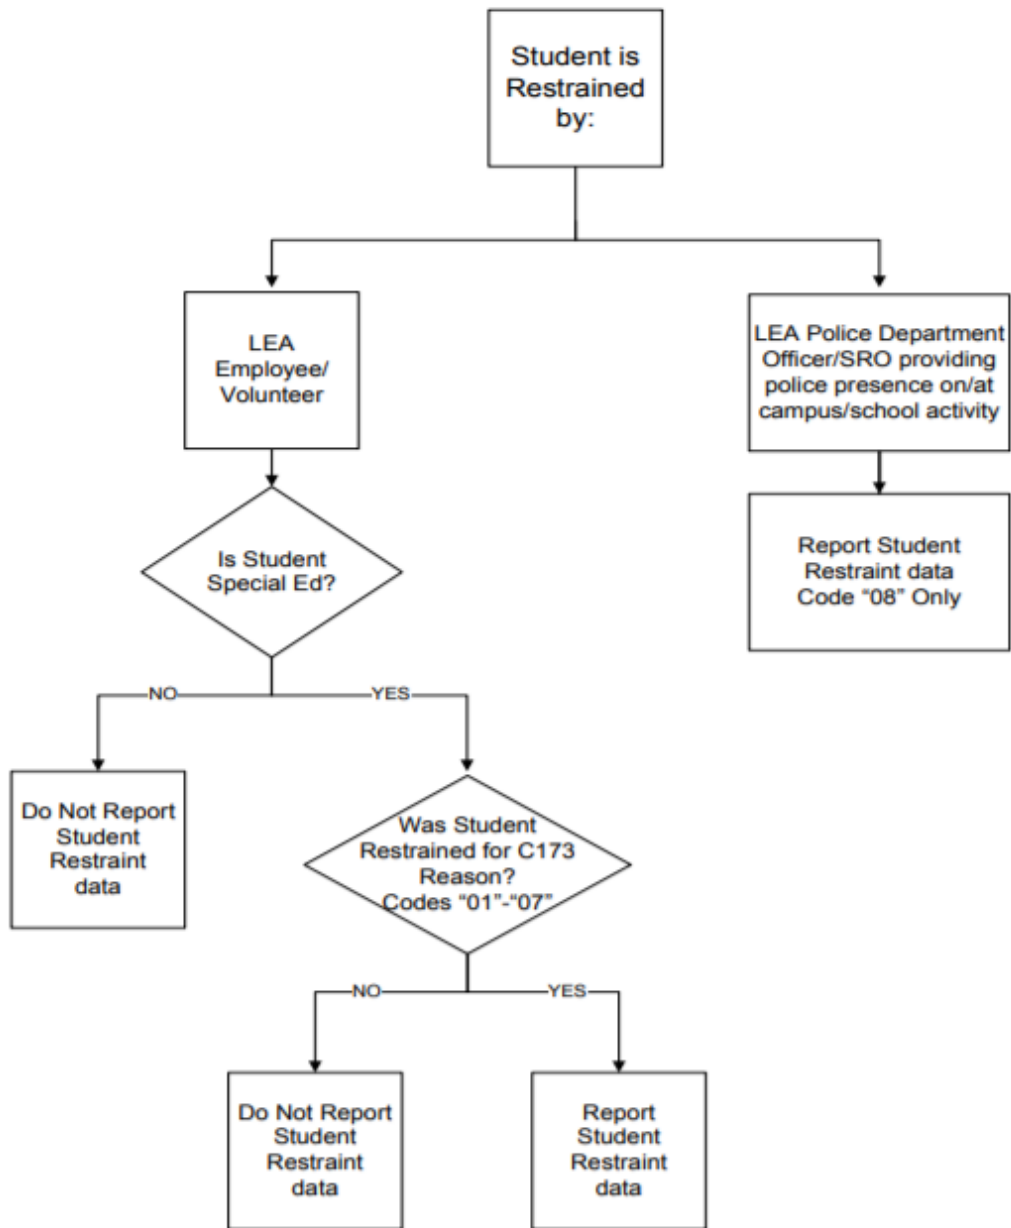 Student is
Restrained
by:
LEA
Employee/
Volunteer
LEA Police Department
Officer/SRO providing
police presence on/at
campus/school activity
Is Student
Special Ed?
Report Student
Restraint data
Code “08” Only
NO
YES
Do Not Report
Student
Restraint
data
Was Student
Restrained for C173
Reason?
Codes “01”-“07”
NO
YES
Do Not Report
Student
Restraint
data
Report
Student
Restraint
data